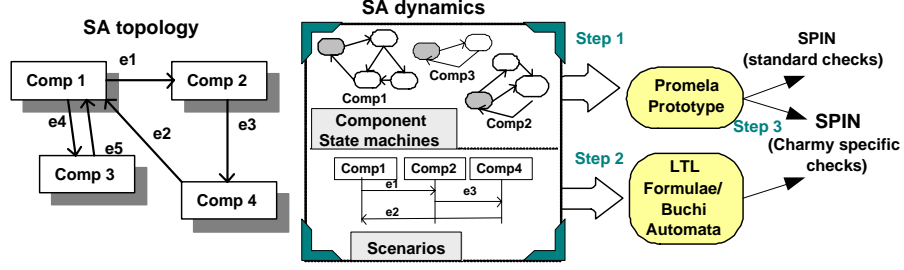 SA topology
Comp 1
e1
Comp 2
e4
e5
e2
e3
Comp 3
Comp 4
SA dynamics
Comp1
Comp3
Comp2
Component
State machines
Comp1
Comp2
Comp4
e1
e3
e2
Scenarios
Step 1
Step 2
Promela
Prototype
LTL
Formulae/
Buchi
Automata
Step 3
SPIN
(standard checks)
SPIN
(Charmy specific
checks)